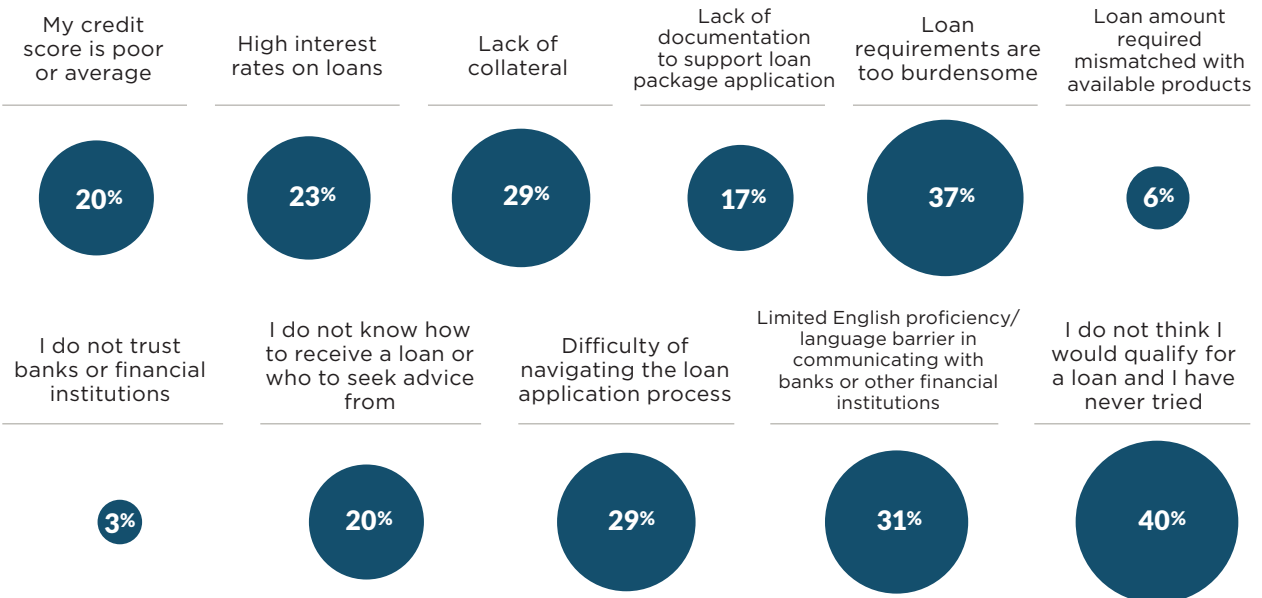 My credit
score is poor
or average
High interest
rates on loans
Lack of
collateral
Lack of
documentation
to support loan
package application
Loan
requirements are
too burdensome
Loan amount
required
mismatched with
available products
20%
23%
29%
17%
37%
6%
I do not trust
banks or financial
institutions
I do not know how
to receive a loan or
who to seek advice
from
Difficulty of
navigating the loan
application process
Limited English proficiency/
language barrier in
communicating with
banks or other financial
institutions
I do not think I
would qualify for
a loan and I have
never tried
3%
20%
29%
31%
40%